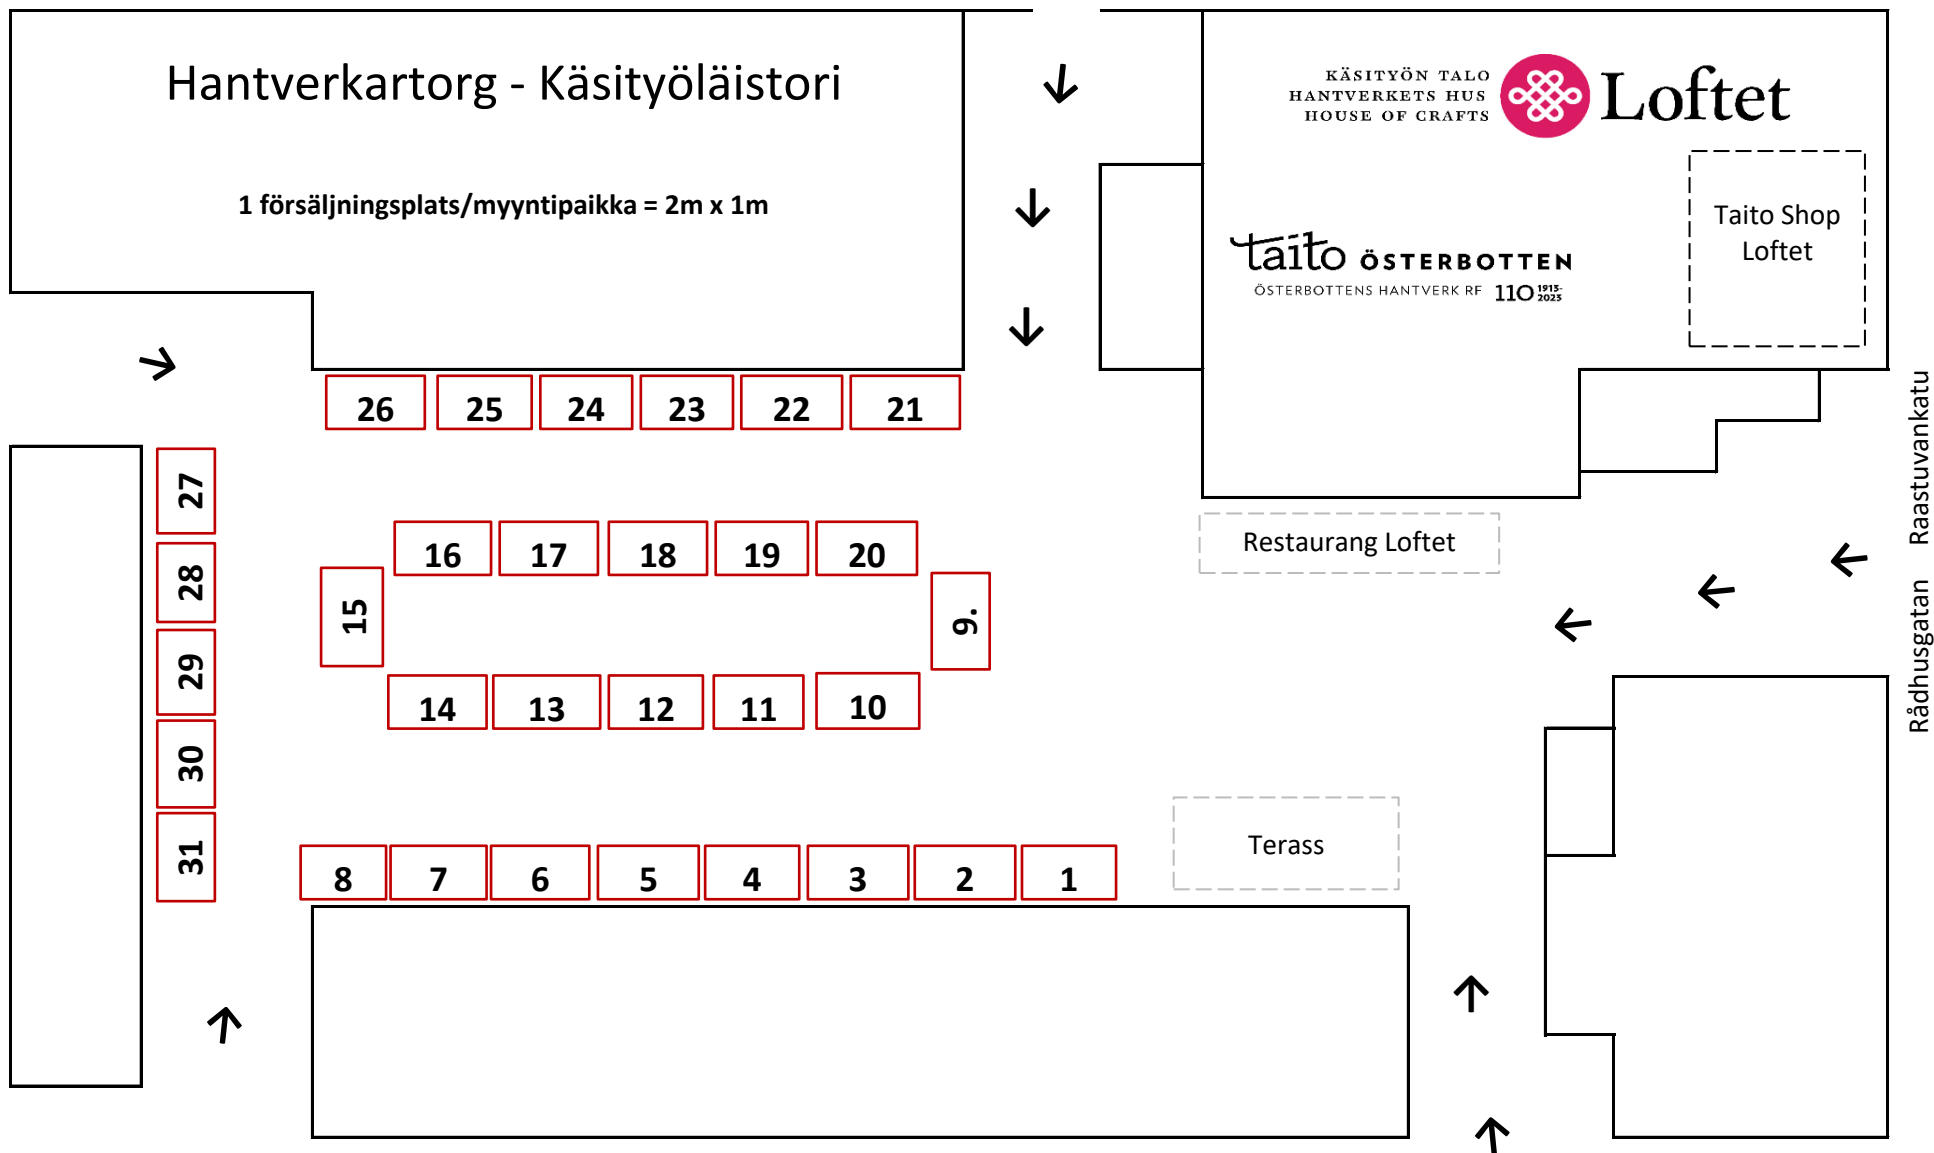 Hantverkartorg - Käsityöläistori
1 försäljningsplats/myyntipaikka = 2m x 1m
KÄSITYÖN TALO
HANTVERKETS HUS
HOUSE OF CRAFTS
Loftet
taito ÖSTERBOTTEN
ÖSTERBOTTENS HANTVERK RF 110 1913-
2023
Taito Shop
Loftet
Rådhusgatan Raastuvankatu
26 25 24 23 22 21
27
28
29
30
31
16 17 18 19 20
15
9.
14 13 12 11 10
Restaurang Loftet
Terass
8 7 6 5 4 3 2 1